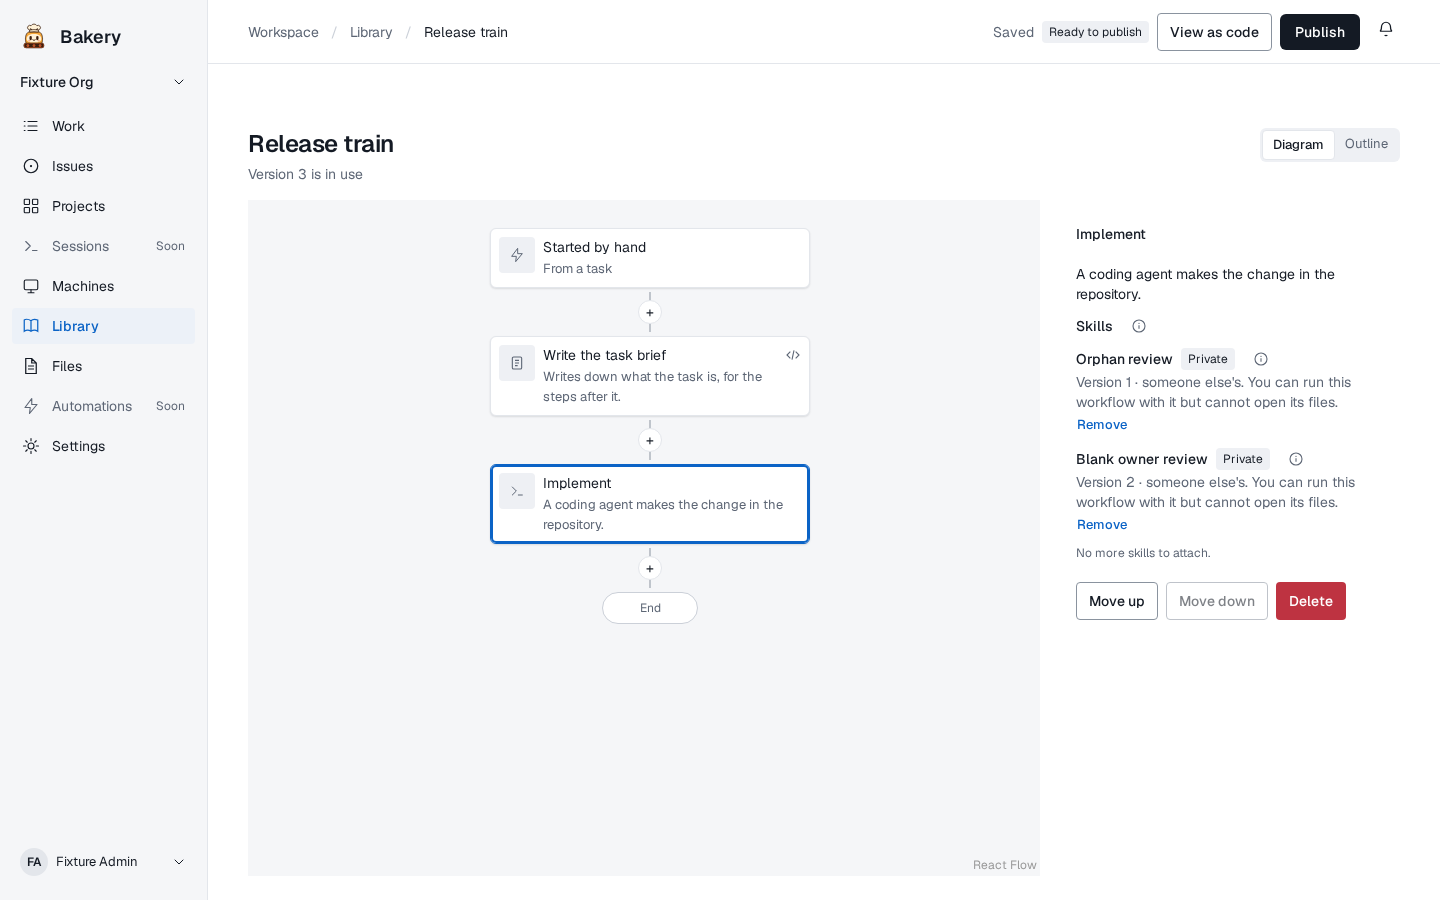 Bakery
Fixture Org
Work
Issues
Projects
Sessions Soon
Machines
Library
Files
Automations Soon
Settings
FA Fixture Admin
Workspace / Library / Release train
Saved Ready to publish View as code Publish
Release train
Version 3 is in use
Diagram Outline
Started by hand
From a task
+
Write the task brief
Writes down what the task is, for the
steps after it.
+
Implement
A coding agent makes the change in the
repository.
+
End
React Flow
Implement
A coding agent makes the change in the
repository.
Skills
Orphan review Private
Version 1 · someone else's. You can run this
workflow with it but cannot open its files.
Remove
Blank owner review Private
Version 2 · someone else's. You can run this
workflow with it but cannot open its files.
Remove
No more skills to attach.
Move up Move down Delete